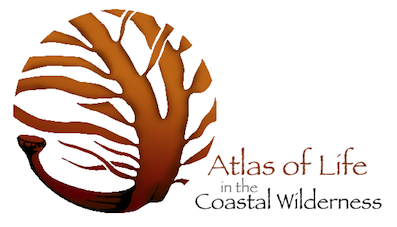 Atlas of Life
in the
Coastal Wilderness